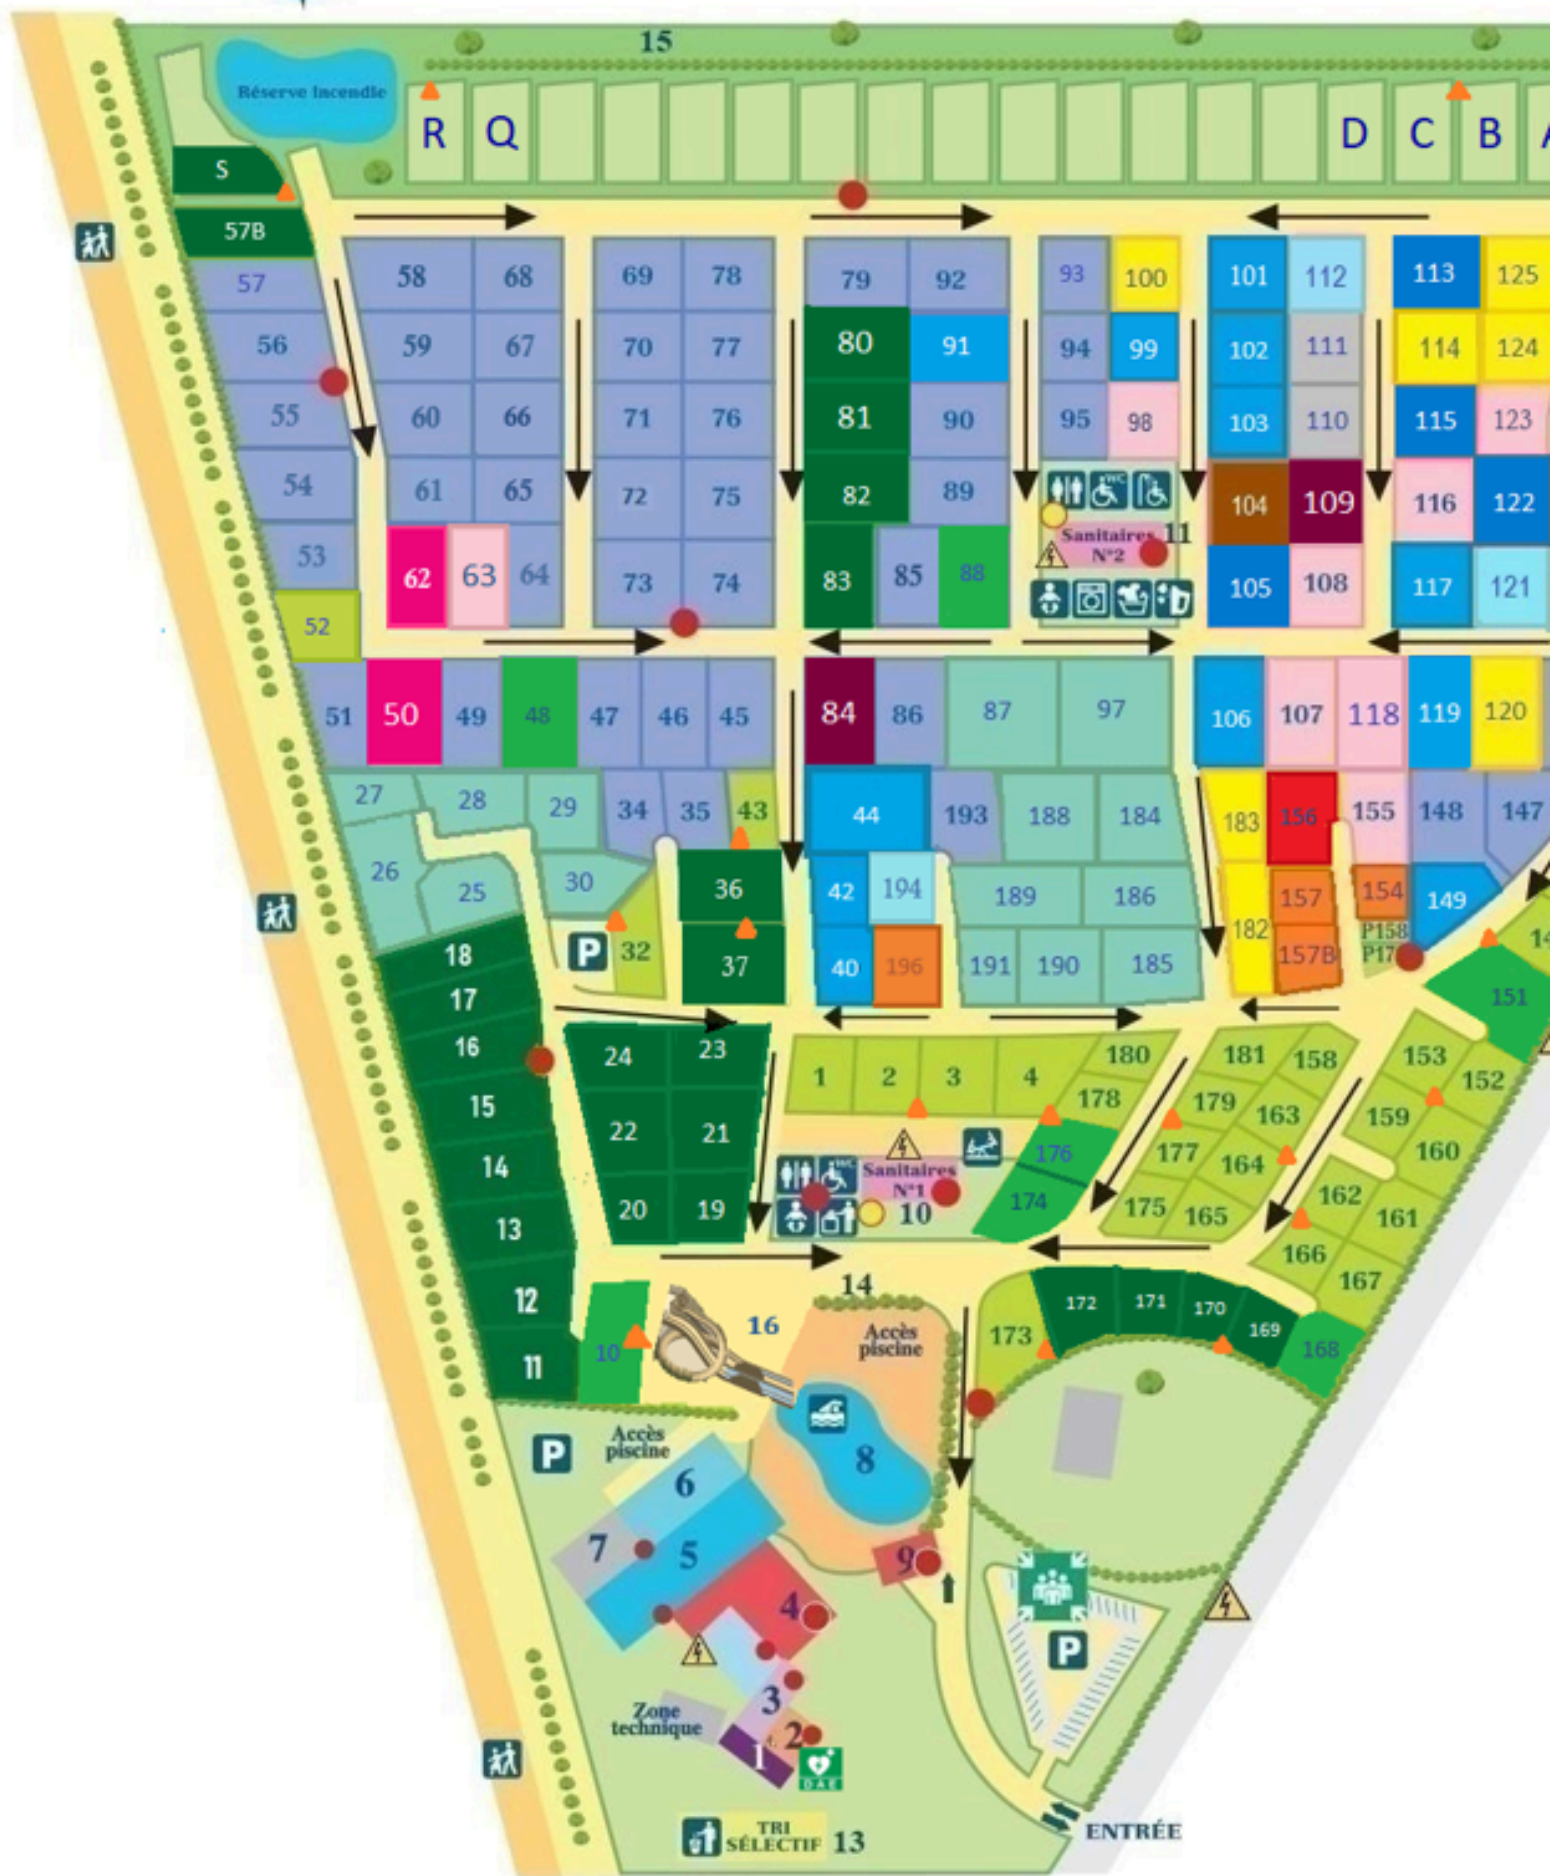 15
Réserve Incendie
R Q D C B A
S
57B
57 58 68 69 78 79 92 93 100 101 112 113 125
56 59 67 70 77 80 91 94 99 102 111 114 124
55 60 66 71 76 81 90 95 98 103 110 115 123
54 61 65 72 75 82 89 104 109 116 122
WC
Sanitaires 11
N°2
53 62 63 64 73 74 83 85 88 105 108 117 121
52
51 50 49 48 47 46 45 84 86 87 97 106 107 118 119 120
27 28 29 34 35 43 44 193 188 184 183 156 155 148 147
26 25 30 36 42 194 189 186 157 154 149
18 P 32 37 40 196 191 190 185 182 157B
P158
P17
14
151
17
16 24 23 1 2 3 4 180 181 158 153 152
15 22 21 178 179 163 159
14 176 177 164 160
WC
Sanitaires
N°1
10
13 20 19 174 175 165 162 161
166 167
12 14
11 10 16
Accès
piscine
173 172 171 170 169 168
P
Accès
piscine
8
6
7 5
9
4
P
3
Zone
technique
2
1
DAE
TRI
SÉLECTIF 13
ENTRÉE